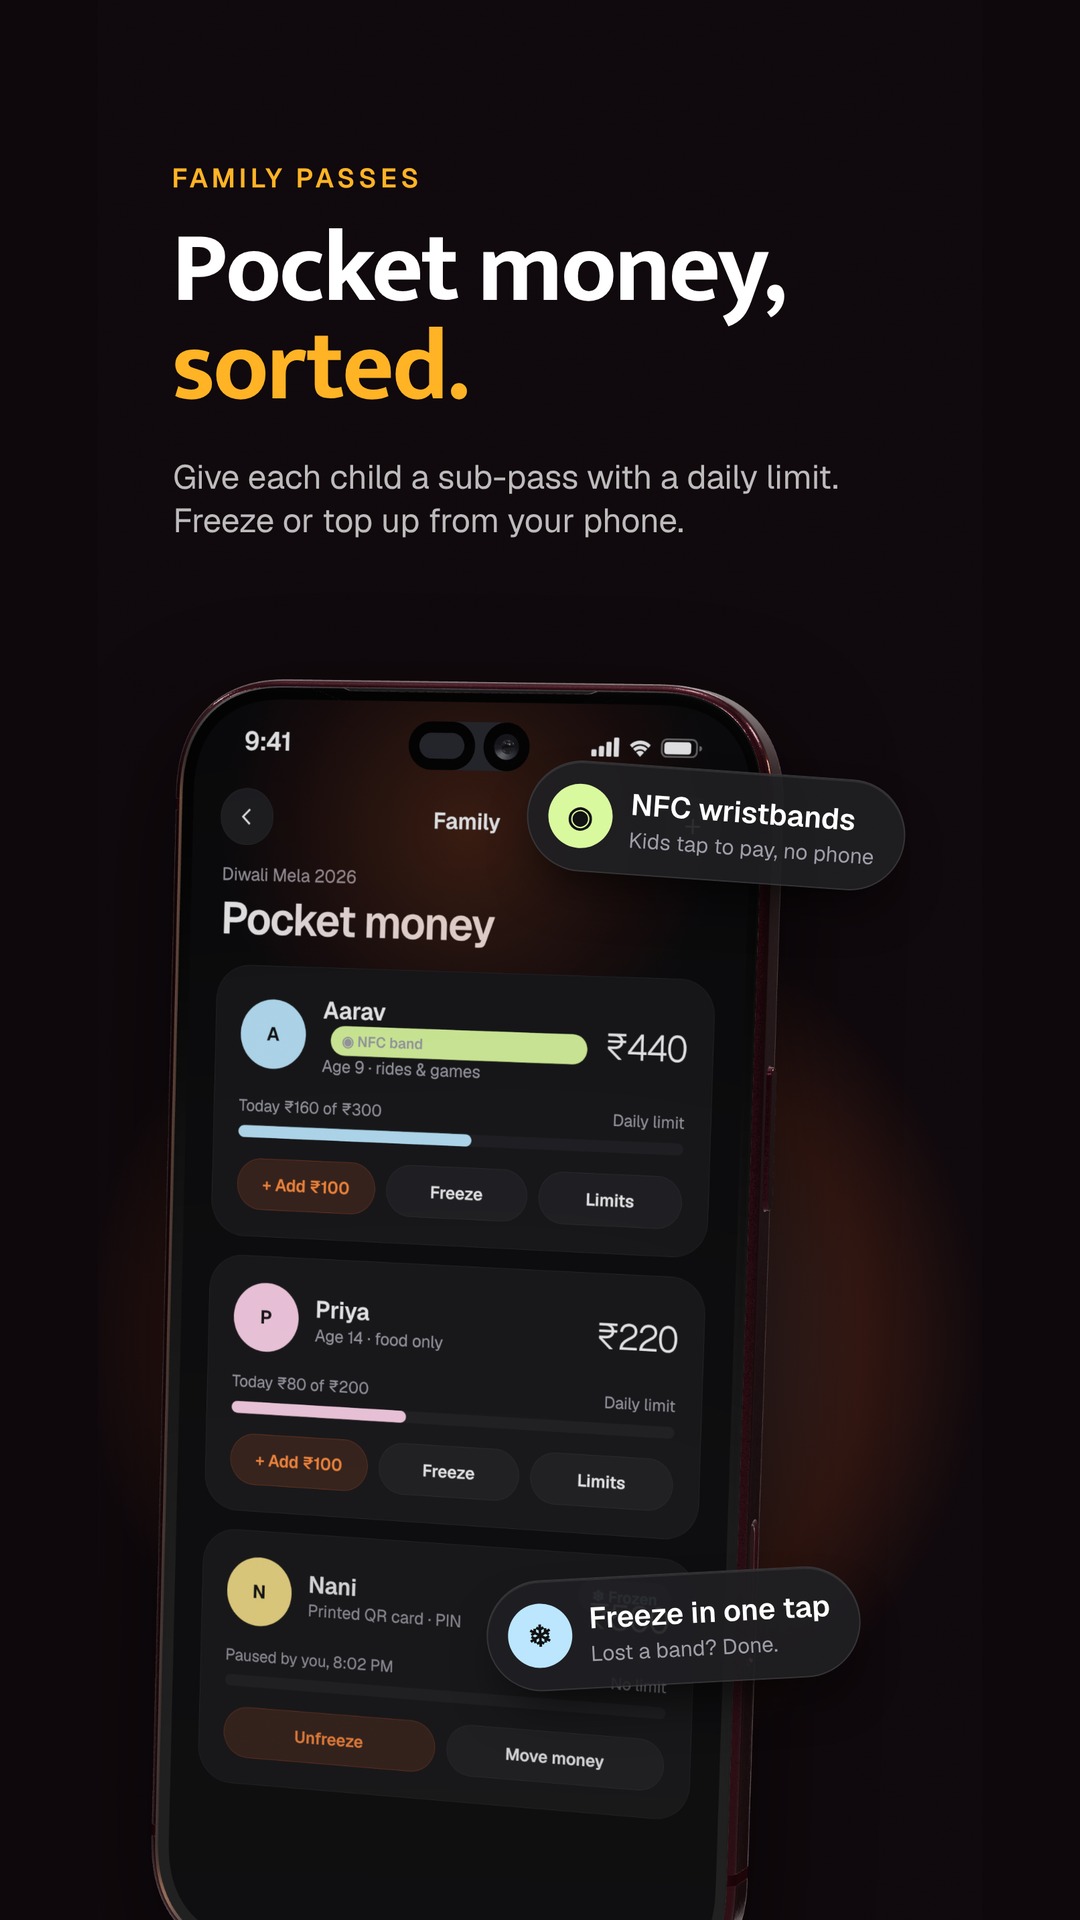 FAMILY PASSES
Pocket money,
sorted.
Give each child a sub-pass with a daily limit.
Freeze or top up from your phone.
9:41
Family
NFC wristbands
Kids tap to pay, no phone
Diwali Mela 2026
Pocket money
A
Aarav
◉ NFC band
Age 9 · rides & games
₹440
Today ₹160 of ₹300
Daily limit
+ Add ₹100
Freeze
Limits
P
Priya
Age 14 · food only
₹220
Today ₹80 of ₹200
Daily limit
+ Add ₹100
Freeze
Limits
N
Nani
Printed QR card · PIN
❄ Frozen
Freeze in one tap
Lost a band? Done.
Paused by you, 8:02 PM
No limit
Unfreeze
Move money